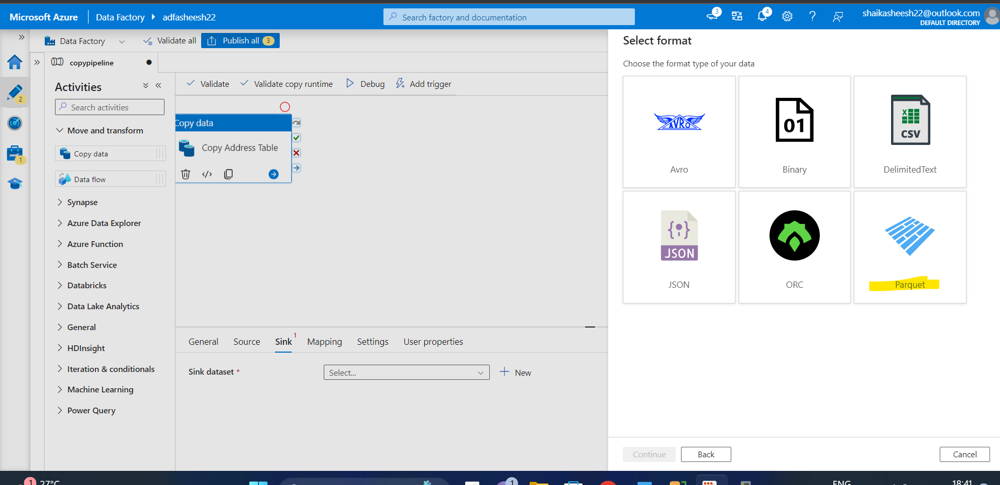 Microsoft Azure
Data Factory
adfasheesh22
Search factory and documentation
3
4
shaikasheesh22@outlook.com
DEFAULT DIRECTORY
Data Factory
Validate all
Publish all 3
copypipeline
2
1
Activities
Search activities
Move and transform
Copy data
Data flow
Synapse
Azure Data Explorer
Azure Function
Batch Service
Databricks
Data Lake Analytics
General
HDInsight
Iteration & conditionals
Machine Learning
Power Query
Validate
Validate copy runtime
Debug
Add trigger
Copy data
Copy Address Table
General
Source
Sink 1
Mapping
Settings
User properties
Sink dataset *
Select...
New
Select format
Choose the format type of your data
AVRO
Avro
01
Binary
X
CSV
DelimitedText
JSON
JSON
ORC
Parquet
Continue
Back
Cancel
1
27°C
1
ENG
18:41